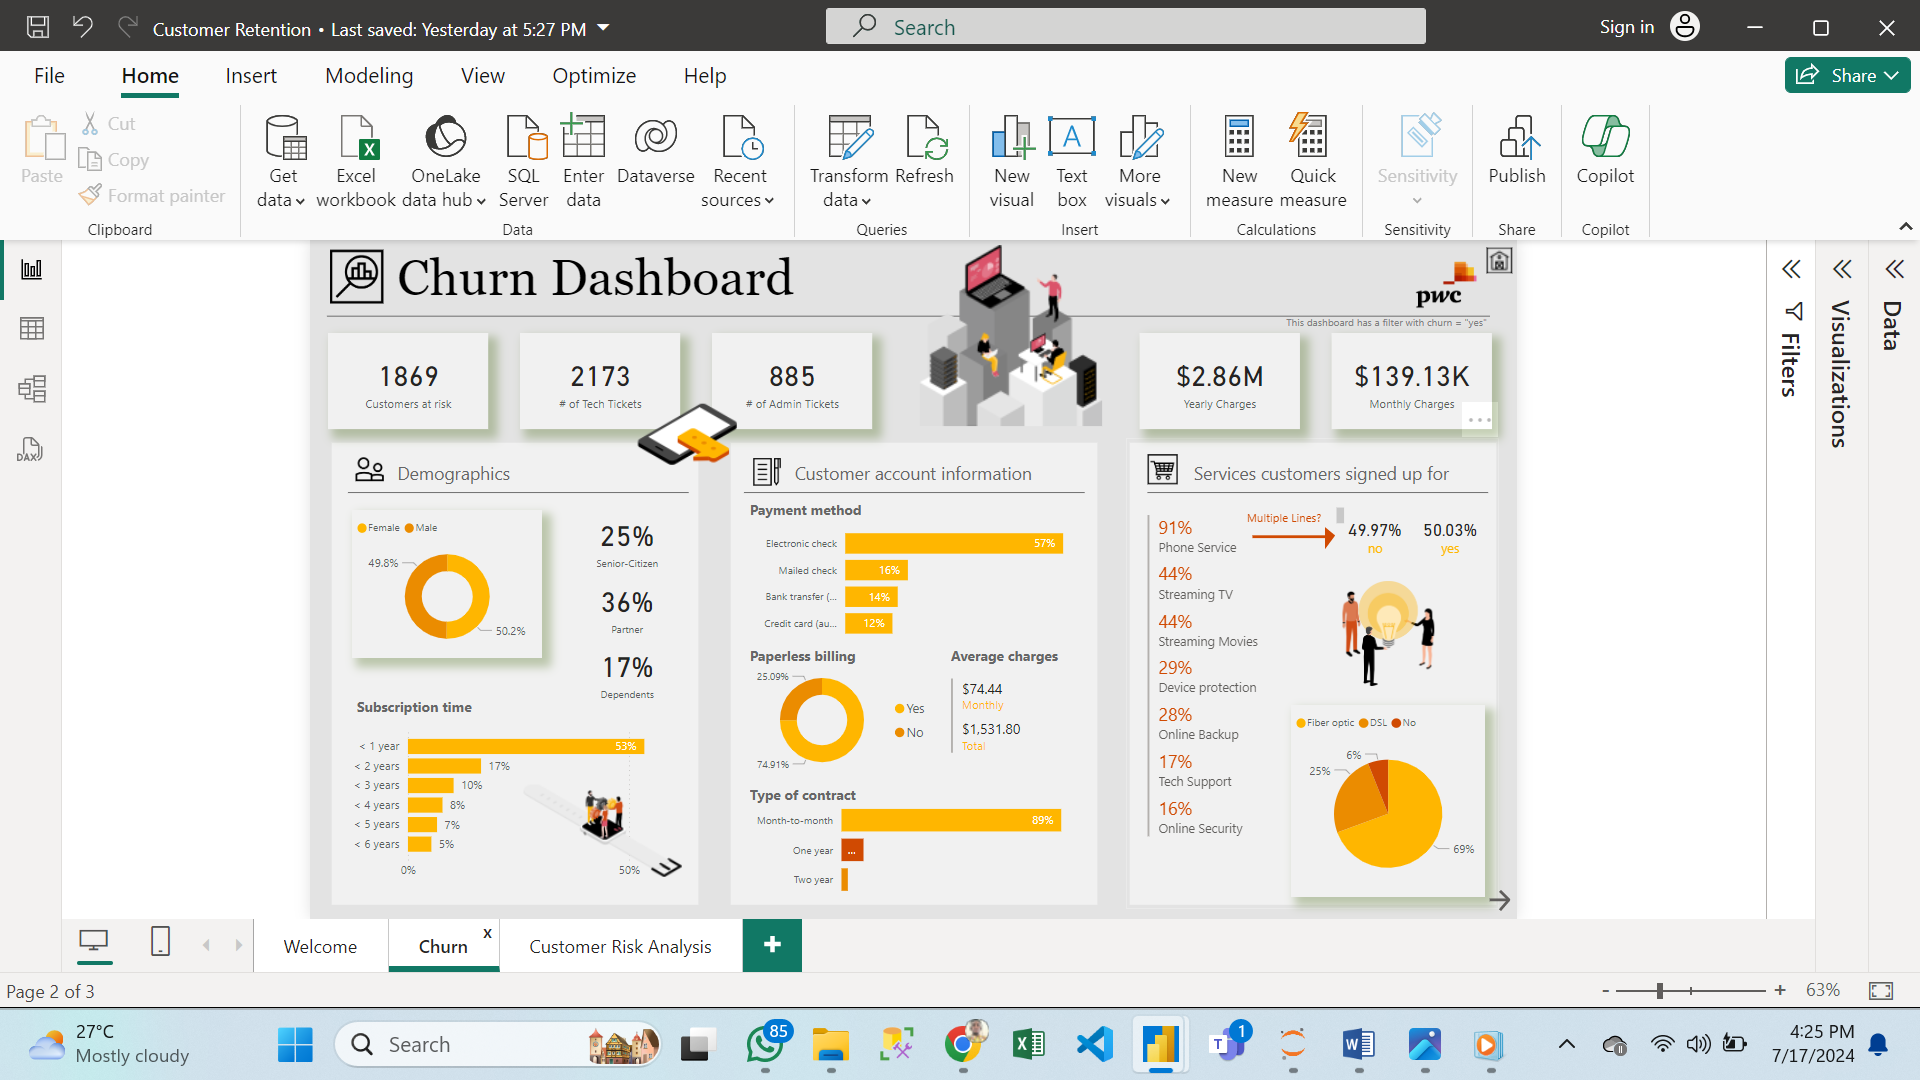 Customer Retention • Last saved: Yesterday at 5:27 PM
Search
Sign in
File Home Insert Modeling View Optimize Help
Share
Paste
Cut
Copy
Format painter
Clipboard
Get data
Excel workbook
OneLake data hub
SQL Server
Enter data
Dataverse
Recent sources
Data
Transform data
Refresh
Queries
New visual
Text box
More visuals
Insert
New measure
Quick measure
Calculations
Sensitivity
Sensitivity
Publish
Share
Copilot
Copilot
Churn Dashboard
pwc
This dashboard has a filter with churn = "yes"
1869
Customers at risk
2173
# of Tech Tickets
885
# of Admin Tickets
$2.86M
Yearly Charges
$139.13K
Monthly Charges
Demographics
Female Male
49.8%
50.2%
25%
Senior-Citizen
36%
Partner
17%
Dependents
Subscription time
< 1 year 53%
< 2 years 17%
< 3 years 10%
< 4 years 8%
< 5 years 7%
< 6 years 5%
0% 50%
Customer account information
Payment method
Electronic check 57%
Mailed check 16%
Bank transfer (... 14%
Credit card (au... 12%
Paperless billing
25.09%
74.91%
Yes
No
Average charges
$74.44
Monthly
$1,531.80
Total
Type of contract
Month-to-month 89%
One year ...
Two year
Services customers signed up for
91%
Phone Service
Multiple Lines?
49.97%
no
50.03%
yes
44%
Streaming TV
44%
Streaming Movies
29%
Device protection
28%
Online Backup
17%
Tech Support
16%
Online Security
Fiber optic DSL No
6%
25%
69%
Filters
Visualizations
Data
DAX
Welcome
Churn x
Customer Risk Analysis
+
Page 2 of 3
- + 63%
27°C
Mostly cloudy
Search
85
1
4:25 PM
7/17/2024